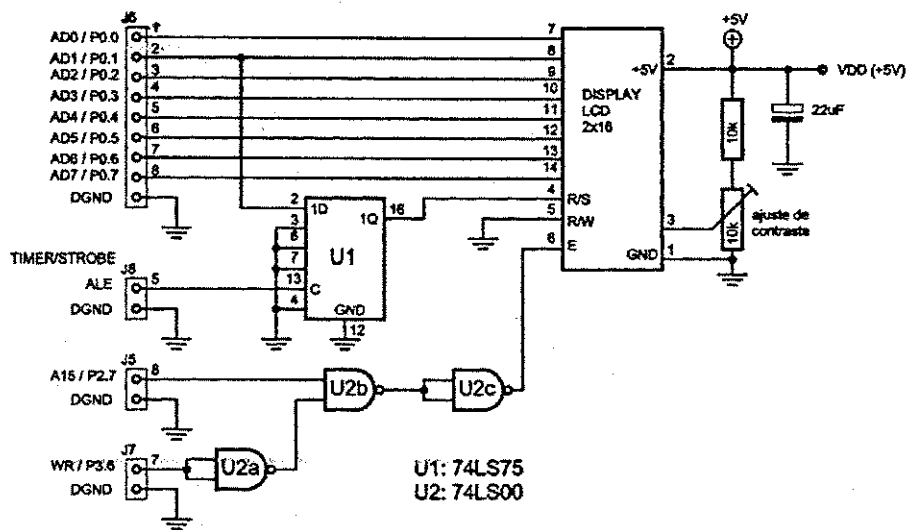 J6
AD0 / P0.0 1 7
AD1 / P0.1 2 8
AD2 / P0.2 3 9
AD3 / P0.3 4 10
AD4 / P0.4 5 11
AD5 / P0.5 6 12
AD6 / P0.6 7 13
AD7 / P0.7 8 14
DGND
DISPLAY
LCD
2x16
+5V 2
+5V
VDD (+5V)
22uF
10k
10k
ajuste de
contraste
3
GND 1
4 R/S
5 R/W
6 E
2 1D 1Q 16
3
6
7
13 C
4
U1
GND
12
TIMER/STROBE
J8
ALE 5
DGND
J5
A15 / P2.7 8
DGND
U2b
U2c
J7
WR / P3.6 7
DGND
U2a
U1: 74LS75
U2: 74LS00